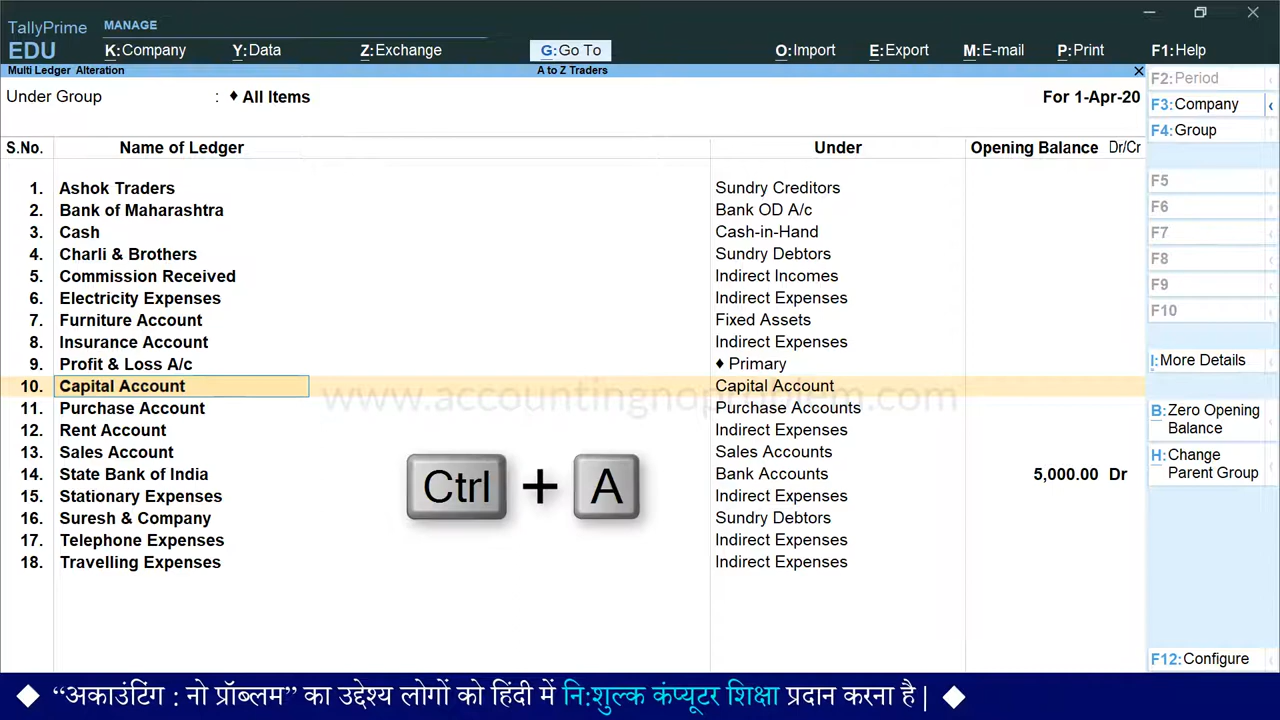 TallyPrime MANAGE
EDU K:Company Y:Data Z:Exchange G:Go To O:Import E:Export M:E-mail P:Print F1:Help
Multi Ledger Alteration A to Z Traders
Under Group : ♦ All Items For 1-Apr-20
S.No. Name of Ledger Under Opening Balance Dr/Cr
1. Ashok Traders Sundry Creditors
2. Bank of Maharashtra Bank OD A/c
3. Cash Cash-in-Hand
4. Charli & Brothers Sundry Debtors
5. Commission Received Indirect Incomes
6. Electricity Expenses Indirect Expenses
7. Furniture Account Fixed Assets
8. Insurance Account Indirect Expenses
9. Profit & Loss A/c ♦ Primary
10. Capital Account Capital Account
11. Purchase Account Purchase Accounts
12. Rent Account Indirect Expenses
13. Sales Account Sales Accounts
14. State Bank of India Bank Accounts 5,000.00 Dr
15. Stationary Expenses Indirect Expenses
16. Suresh & Company Sundry Debtors
17. Telephone Expenses Indirect Expenses
18. Travelling Expenses Indirect Expenses
www.accountingnoproblem.com
Ctrl + A
F2:Period
F3:Company
F4:Group
F5
F6
F7
F8
F9
F10
I:More Details
B:Zero Opening
Balance
H:Change
Parent Group
F12:Configure
◆ “अकाउंटिंग : नो प्रॉब्लम” का उद्देश्य लोगों को हिंदी में नि:शुल्क कंप्यूटर शिक्षा प्रदान करना है | ◆